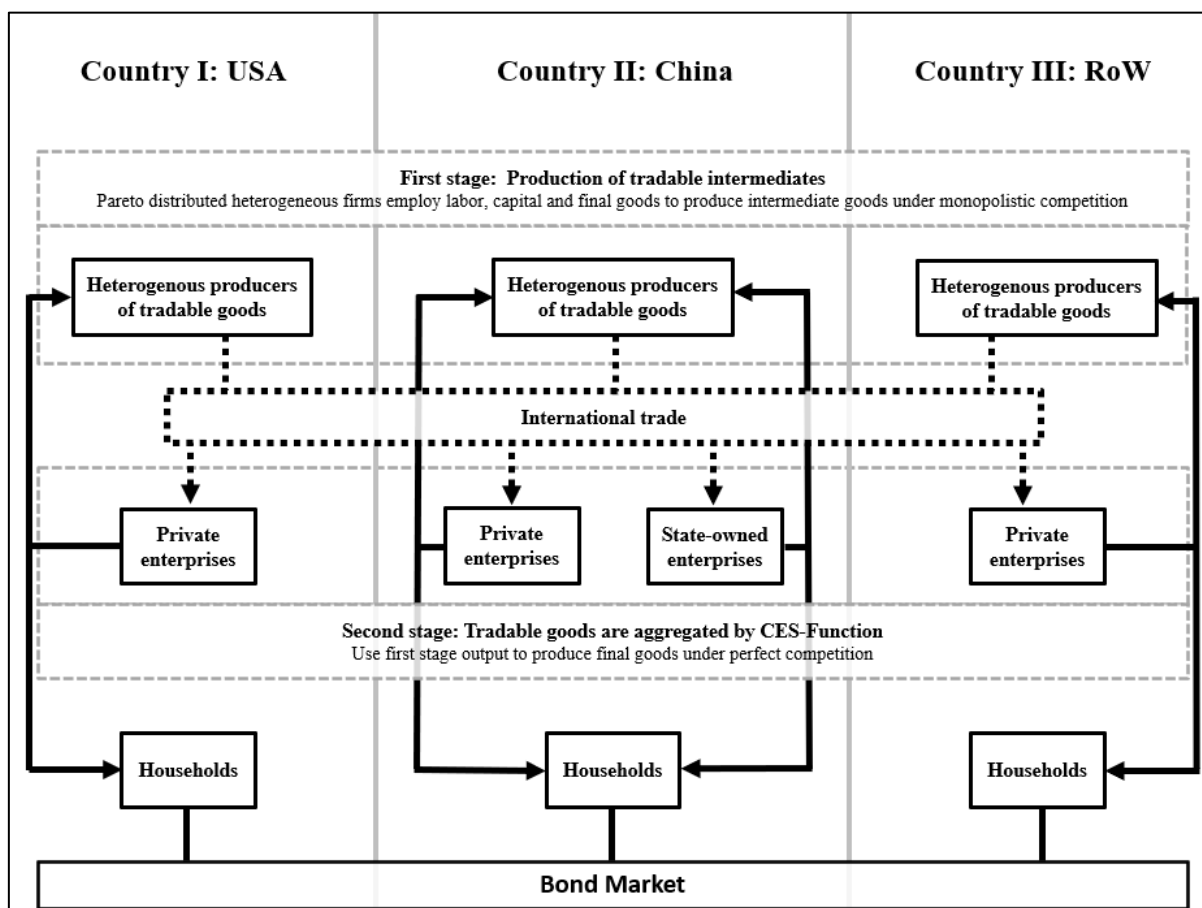 Country I: USA
Country II: China
Country III: RoW
First stage: Production of tradable intermediates
Pareto distributed heterogeneous firms employ labor, capital and final goods to produce intermediate goods under monopolistic competition
Heterogenous producers
of tradable goods
Heterogenous producers
of tradable goods
Heterogenous producers
of tradable goods
International trade
Private
enterprises
Private
enterprises
State-owned
enterprises
Private
enterprises
Second stage: Tradable goods are aggregated by CES-Function
Use first stage output to produce final goods under perfect competition
Households
Households
Households
Bond Market